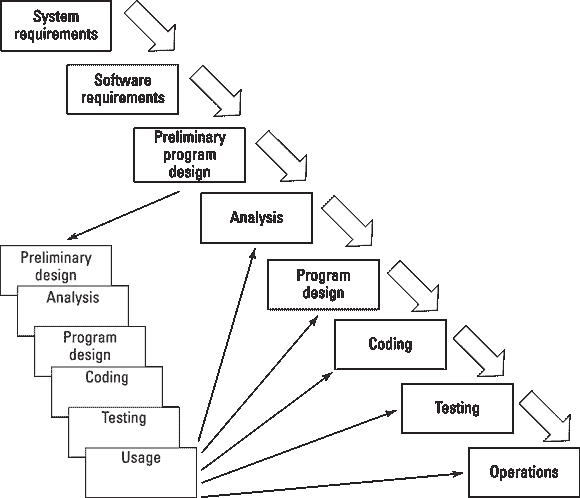 System
requirements
Software
requirements
Preliminary
program
design
Analysis
Program
design
Coding
Testing
Operations
Preliminary
design
Analysis
Program
design
Coding
Testing
Usage